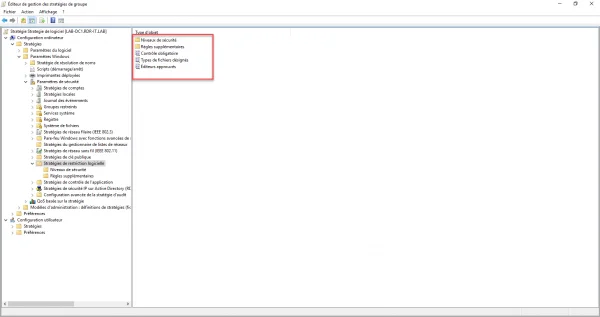 Éditeur de gestion des stratégies de groupe
Fichier Action Affichage ?
Stratégie Stratégie de logiciel [LAB-DC1.RDR-IT.LAB]
Configuration ordinateur
Stratégies
Paramètres du logiciel
Paramètres Windows
Stratégie de résolution de noms
Scripts (démarrage/arrêt)
Imprimantes déployées
Paramètres de sécurité
Stratégies de comptes
Stratégies locales
Journal des événements
Groupes restreints
Services système
Registre
Système de fichiers
Stratégies de réseau filaire (IEEE 802.3)
Pare-feu Windows avec fonctions avancées de
Stratégies du gestionnaire de listes de réseaux
Stratégies de réseau sans fil (IEEE 802.11)
Stratégies de clé publique
Stratégies de restriction logicielle
Niveaux de sécurité
Règles supplémentaires
Stratégies de contrôle de l'application
Stratégies de sécurité IP sur Active Directory (RD
Configuration avancée de la stratégie d'audit
QoS basée sur la stratégie
Modèles d'administration : définitions de stratégies (fic
Préférences
Configuration utilisateur
Stratégies
Préférences
Type d'objet
Niveaux de sécurité
Règles supplémentaires
Contrôle obligatoire
Types de fichiers désignés
Éditeurs approuvés